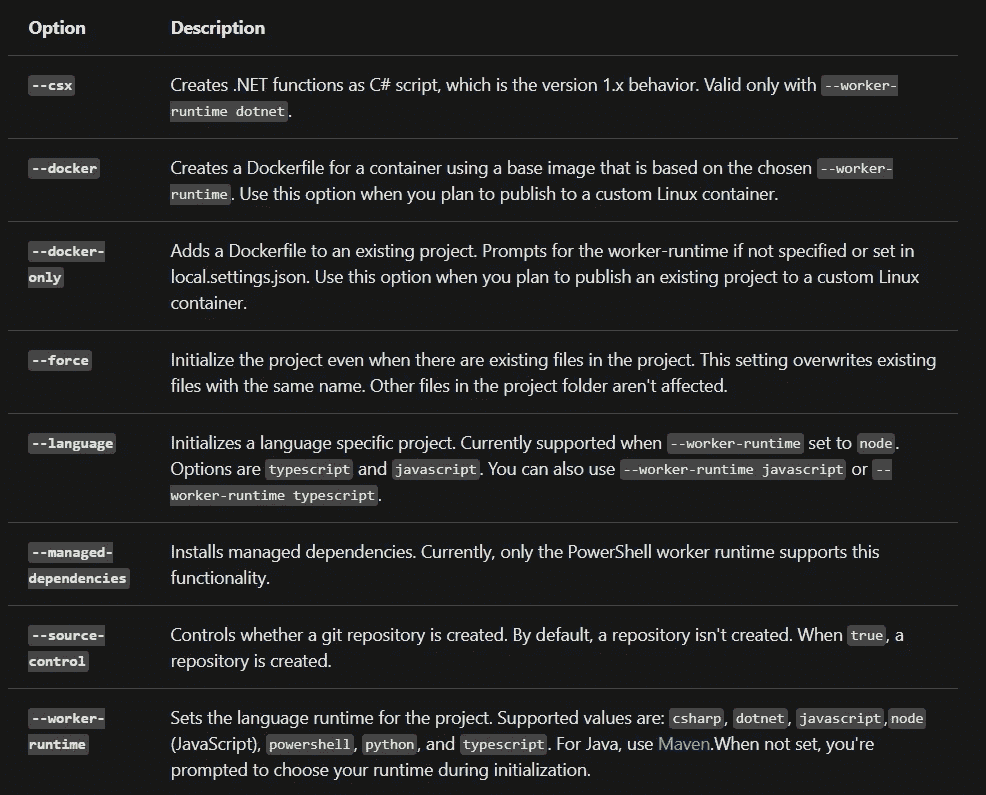 Option Description
--csx Creates .NET functions as C# script, which is the version 1.x behavior. Valid only with --worker-
runtime dotnet.
--docker Creates a Dockerfile for a container using a base image that is based on the chosen --worker-
runtime. Use this option when you plan to publish to a custom Linux container.
--docker- Adds a Dockerfile to an existing project. Prompts for the worker-runtime if not specified or set in
only local.settings.json. Use this option when you plan to publish an existing project to a custom Linux
container.
--force Initialize the project even when there are existing files in the project. This setting overwrites existing
files with the same name. Other files in the project folder aren't affected.
--language Initializes a language specific project. Currently supported when --worker-runtime set to node.
Options are typescript and javascript. You can also use --worker-runtime javascript or --
worker-runtime typescript.
--managed- Installs managed dependencies. Currently, only the PowerShell worker runtime supports this
dependencies functionality.
--source- Controls whether a git repository is created. By default, a repository isn't created. When true, a
control repository is created.
--worker- Sets the language runtime for the project. Supported values are: csharp, dotnet, javascript,node
runtime (JavaScript), powershell, python, and typescript. For Java, use Maven.When not set, you're
prompted to choose your runtime during initialization.